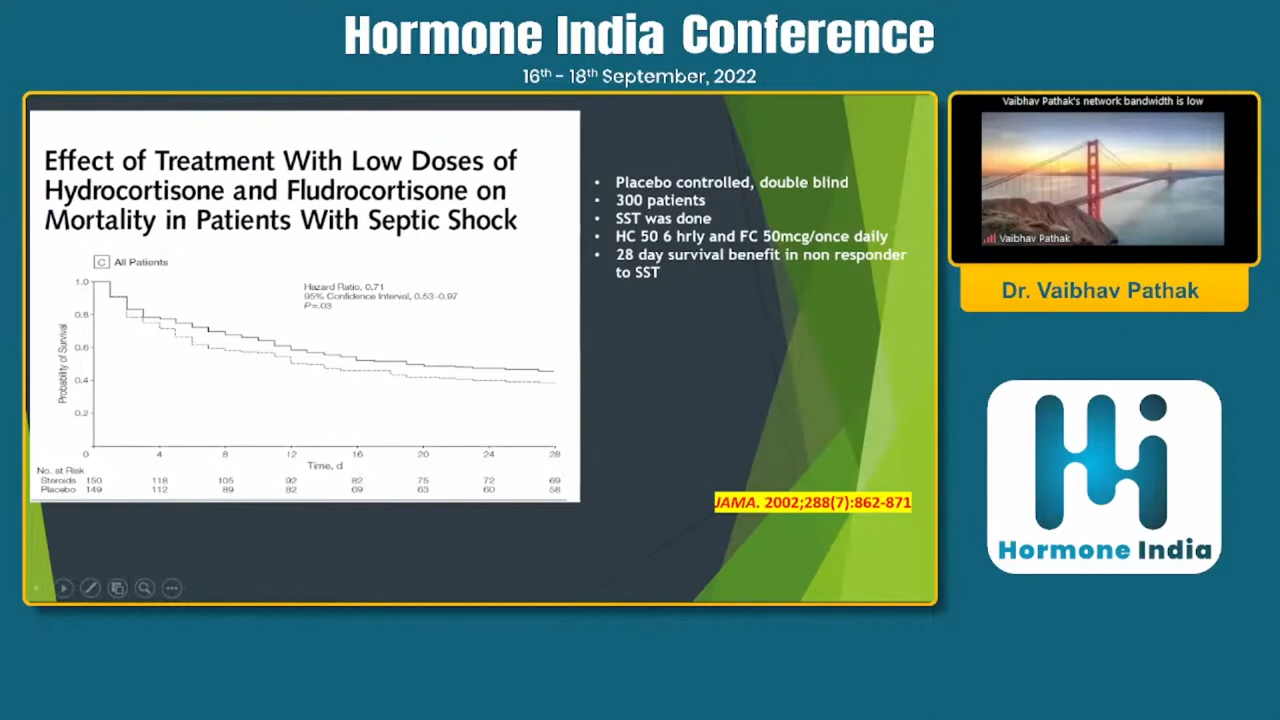 Hormone India Conference
16th - 18th September, 2022
Effect of Treatment With Low Doses of
Hydrocortisone and Fludrocortisone on
Mortality in Patients With Septic Shock
C All Patients
Hazard Ratio, 0.71
95% Confidence Interval, 0.53-0.97
P=.03
Probability of Survival
1.0
0.8
0.6
0.4
0.2
0 4 8 12 16 20 24 28
Time, d
No. at Risk
Steroids 150 118 105 92 82 75 72 69
Placebo 149 112 89 82 69 63 60 58
• Placebo controlled, double blind
• 300 patients
• SST was done
• HC 50 6 hrly and FC 50mcg/once daily
• 28 day survival benefit in non responder
to SST
JAMA. 2002;288(7):862-871
Vaibhav Pathak's network bandwidth is low
Vaibhav Pathak
Dr. Vaibhav Pathak
Hormone India